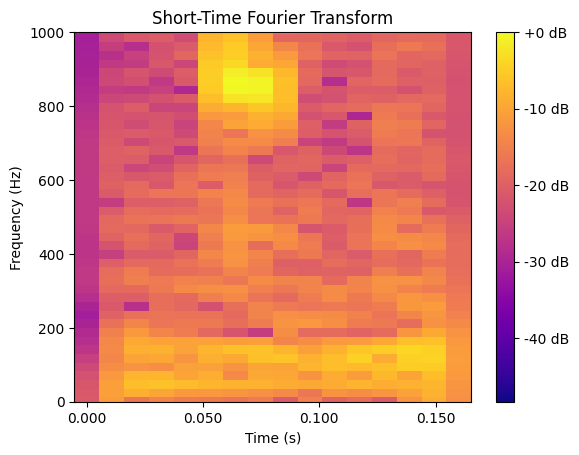 Short-Time Fourier Transform
1000
800
600
400
200
0
Frequency (Hz)
0.000
0.050
0.100
0.150
Time (s)
+0 dB
-10 dB
-20 dB
-30 dB
-40 dB